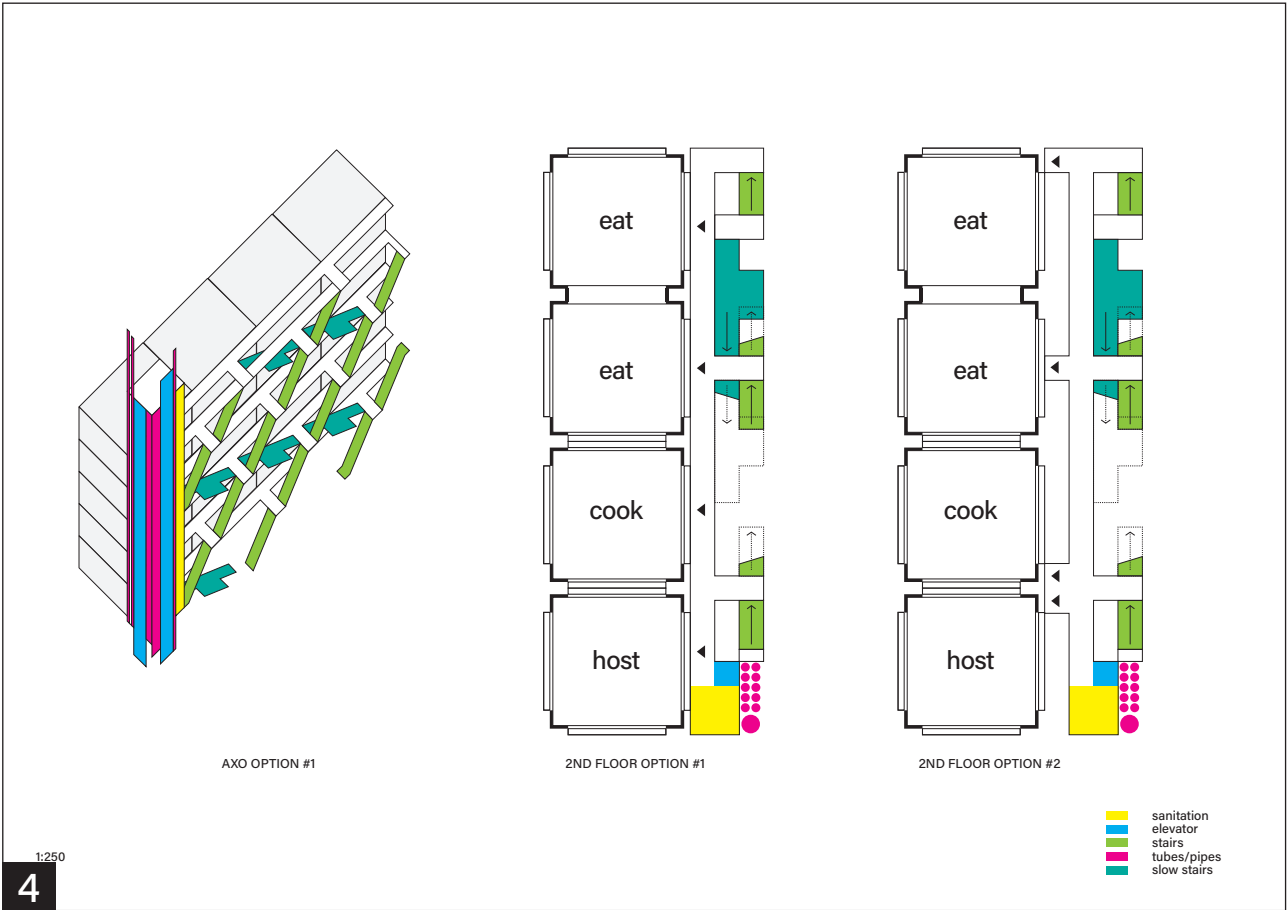 eat
eat
cook
host
eat
eat
cook
host
AXO OPTION #1
2ND FLOOR OPTION #1
2ND FLOOR OPTION #2
sanitation
elevator
stairs
tubes/pipes
slow stairs
1:250
4